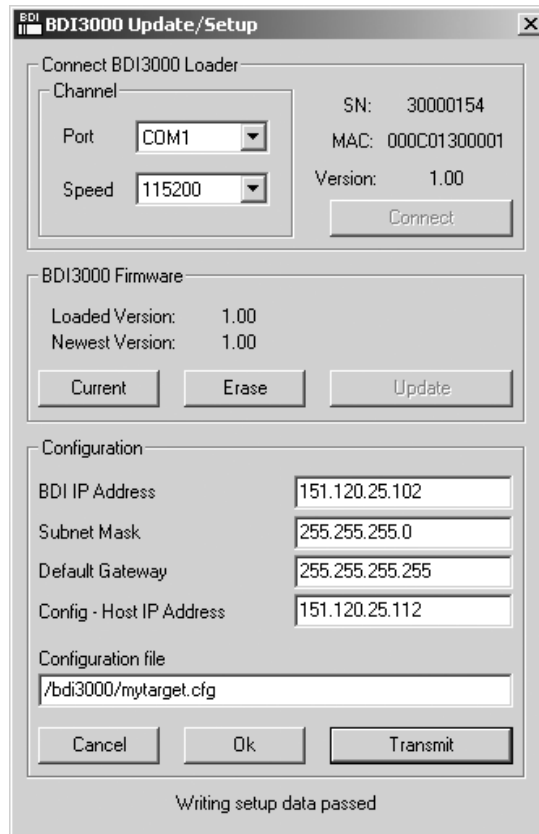 BDI
BDI3000 Update/Setup
Connect BDI3000 Loader
Channel
Port COM1
Speed 115200
SN: 30000154
MAC: 000C01300001
Version: 1.00
Connect
BDI3000 Firmware
Loaded Version: 1.00
Newest Version: 1.00
Current Erase Update
Configuration
BDI IP Address 151.120.25.102
Subnet Mask 255.255.255.0
Default Gateway 255.255.255.255
Config - Host IP Address 151.120.25.112
Configuration file
/bdi3000/mytarget.cfg
Cancel Ok Transmit
Writing setup data passed